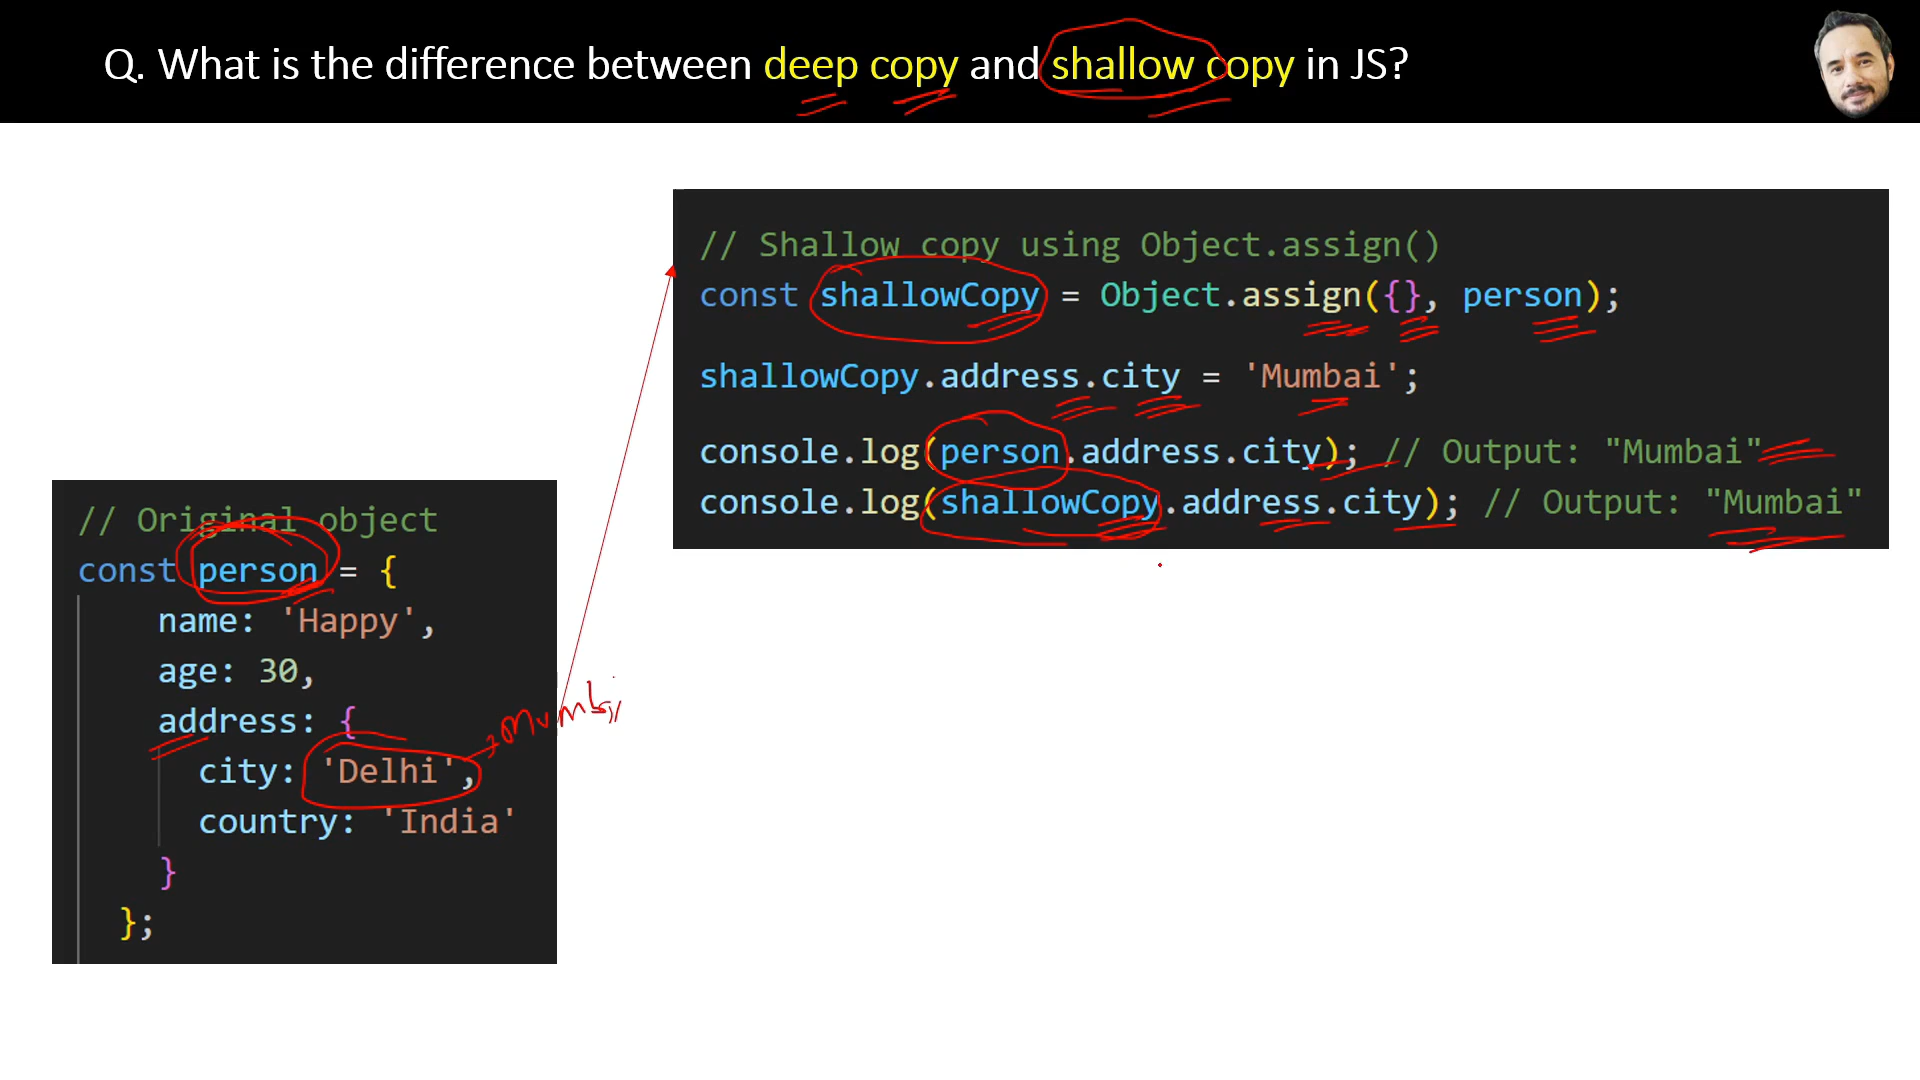 Q. What is the difference between deep copy and shallow copy in JS?
// Shallow copy using Object.assign()
const shallowCopy = Object.assign({}, person);
shallowCopy.address.city = 'Mumbai';
console.log(person.address.city); // Output: "Mumbai"
console.log(shallowCopy.address.city); // Output: "Mumbai"
// Original object
const person = {
name: 'Happy',
age: 30,
address: {
city: 'Delhi',
country: 'India'
}
};